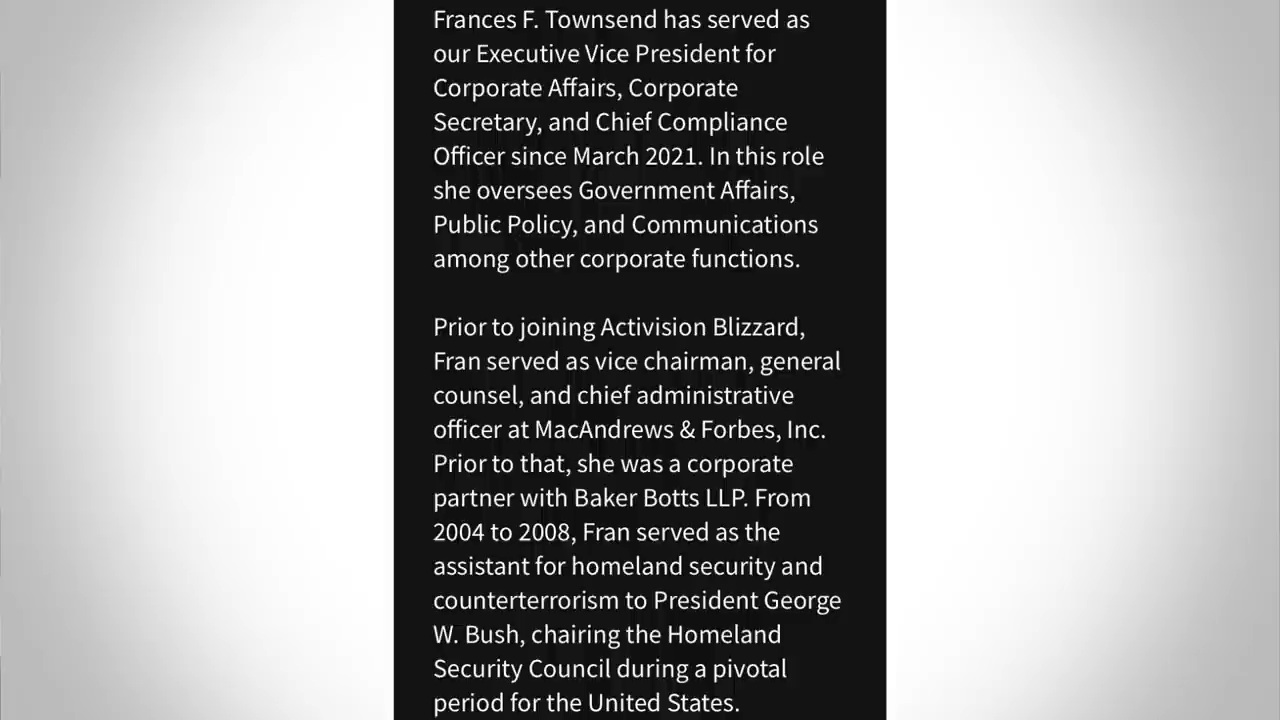 Frances F. Townsend has served as
our Executive Vice President for
Corporate Affairs, Corporate
Secretary, and Chief Compliance
Officer since March 2021. In this role
she oversees Government Affairs,
Public Policy, and Communications
among other corporate functions.
Prior to joining Activision Blizzard,
Fran served as vice chairman, general
counsel, and chief administrative
officer at MacAndrews & Forbes, Inc.
Prior to that, she was a corporate
partner with Baker Botts LLP. From
2004 to 2008, Fran served as the
assistant for homeland security and
counterterrorism to President George
W. Bush, chairing the Homeland
Security Council during a pivotal
period for the United States.